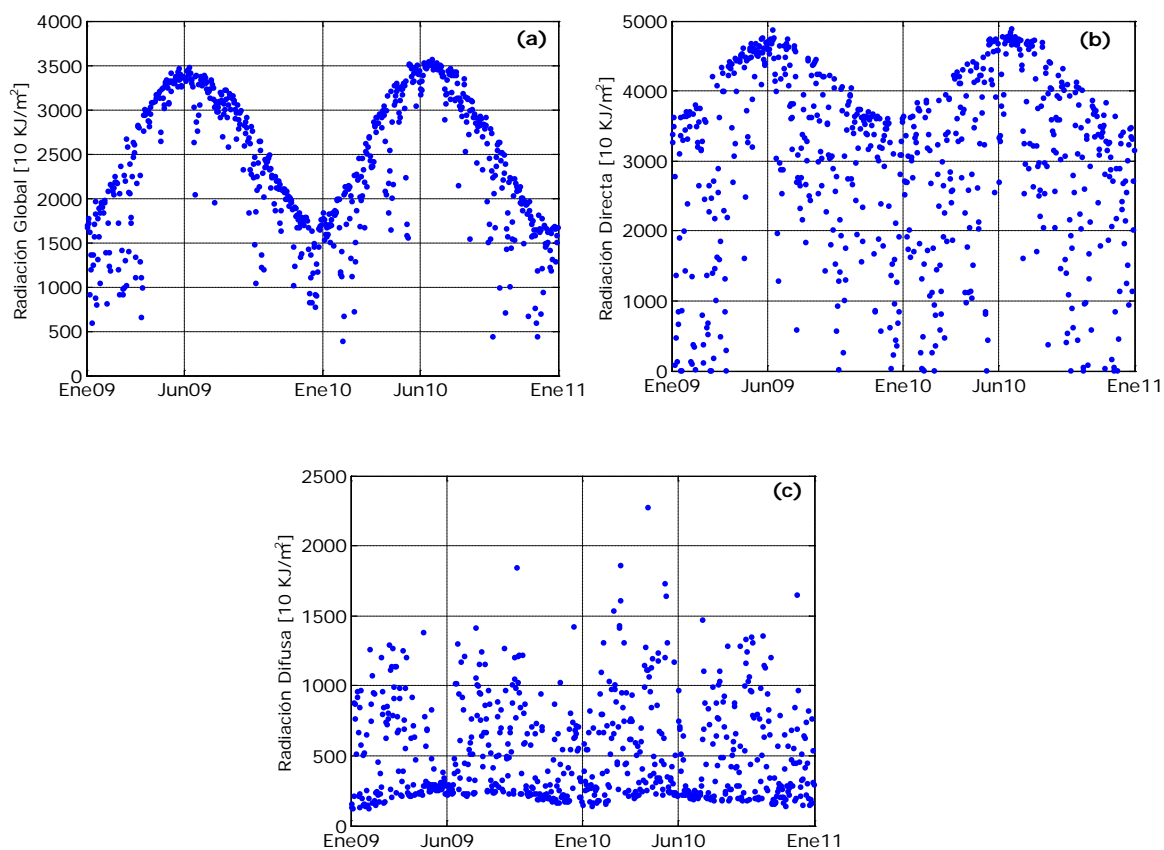 (a)
Radiación Global [10 KJ/m²]
4000
3500
3000
2500
2000
1500
1000
500
0
Ene09 Jun09 Ene10 Jun10 Ene11
(b)
Radiación Directa [10 KJ/m²]
5000
4000
3000
2000
1000
0
Ene09 Jun09 Ene10 Jun10 Ene11
(c)
Radiación Difusa [10 KJ/m²]
2500
2000
1500
1000
500
0
Ene09 Jun09 Ene10 Jun10 Ene11